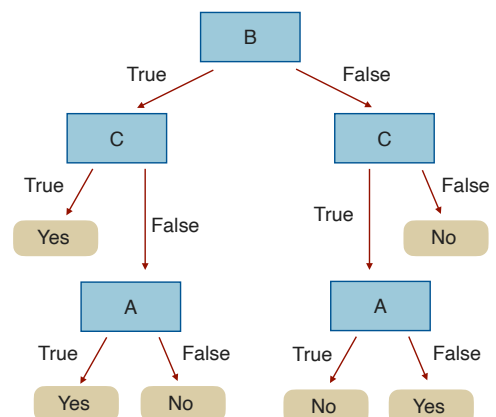 B
True False
C C
True False True False
Yes No
A A
True False True False
Yes No No Yes